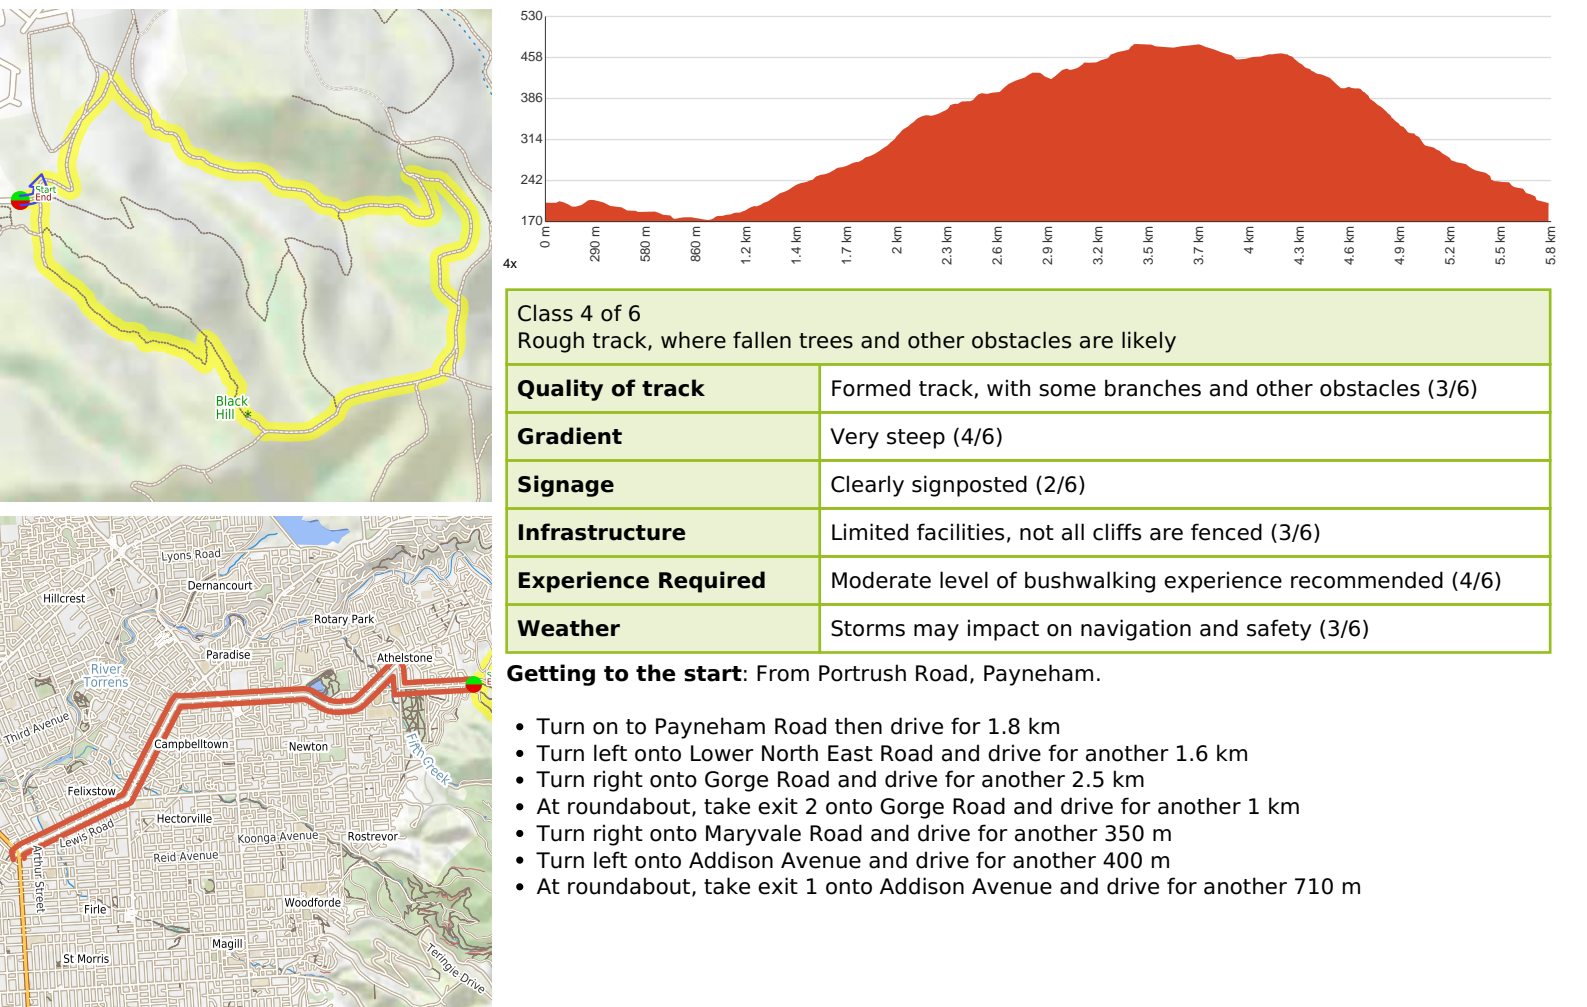 Start
End
Black
Hill
530
458
386
314
242
170
0 m
290 m
580 m
860 m
1.2 km
1.4 km
1.7 km
2 km
2.3 km
2.6 km
2.9 km
3.2 km
3.5 km
3.7 km
4 km
4.3 km
4.6 km
4.9 km
5.2 km
5.5 km
5.8 km
4x
Class 4 of 6
Rough track, where fallen trees and other obstacles are likely
Quality of track Formed track, with some branches and other obstacles (3/6)
Gradient Very steep (4/6)
Signage Clearly signposted (2/6)
Infrastructure Limited facilities, not all cliffs are fenced (3/6)
Experience Required Moderate level of bushwalking experience recommended (4/6)
Weather Storms may impact on navigation and safety (3/6)
Getting to the start: From Portrush Road, Payneham.
• Turn on to Payneham Road then drive for 1.8 km
• Turn left onto Lower North East Road and drive for another 1.6 km
• Turn right onto Gorge Road and drive for another 2.5 km
• At roundabout, take exit 2 onto Gorge Road and drive for another 1 km
• Turn right onto Maryvale Road and drive for another 350 m
• Turn left onto Addison Avenue and drive for another 400 m
• At roundabout, take exit 1 onto Addison Avenue and drive for another 710 m
Lyons Road
Dernancourt
Hillcrest
Rotary Park
Paradise
Athelstone
River
Torrens
Third Avenue
Campbelltown
Newton
Fifth Creek
Felixstow
Hectorville
Lewis Road
Koonga Avenue
Rostrevor
Arthur Street
Reid Avenue
Firle
Woodforde
Magill
St Morris
Teringie Drive